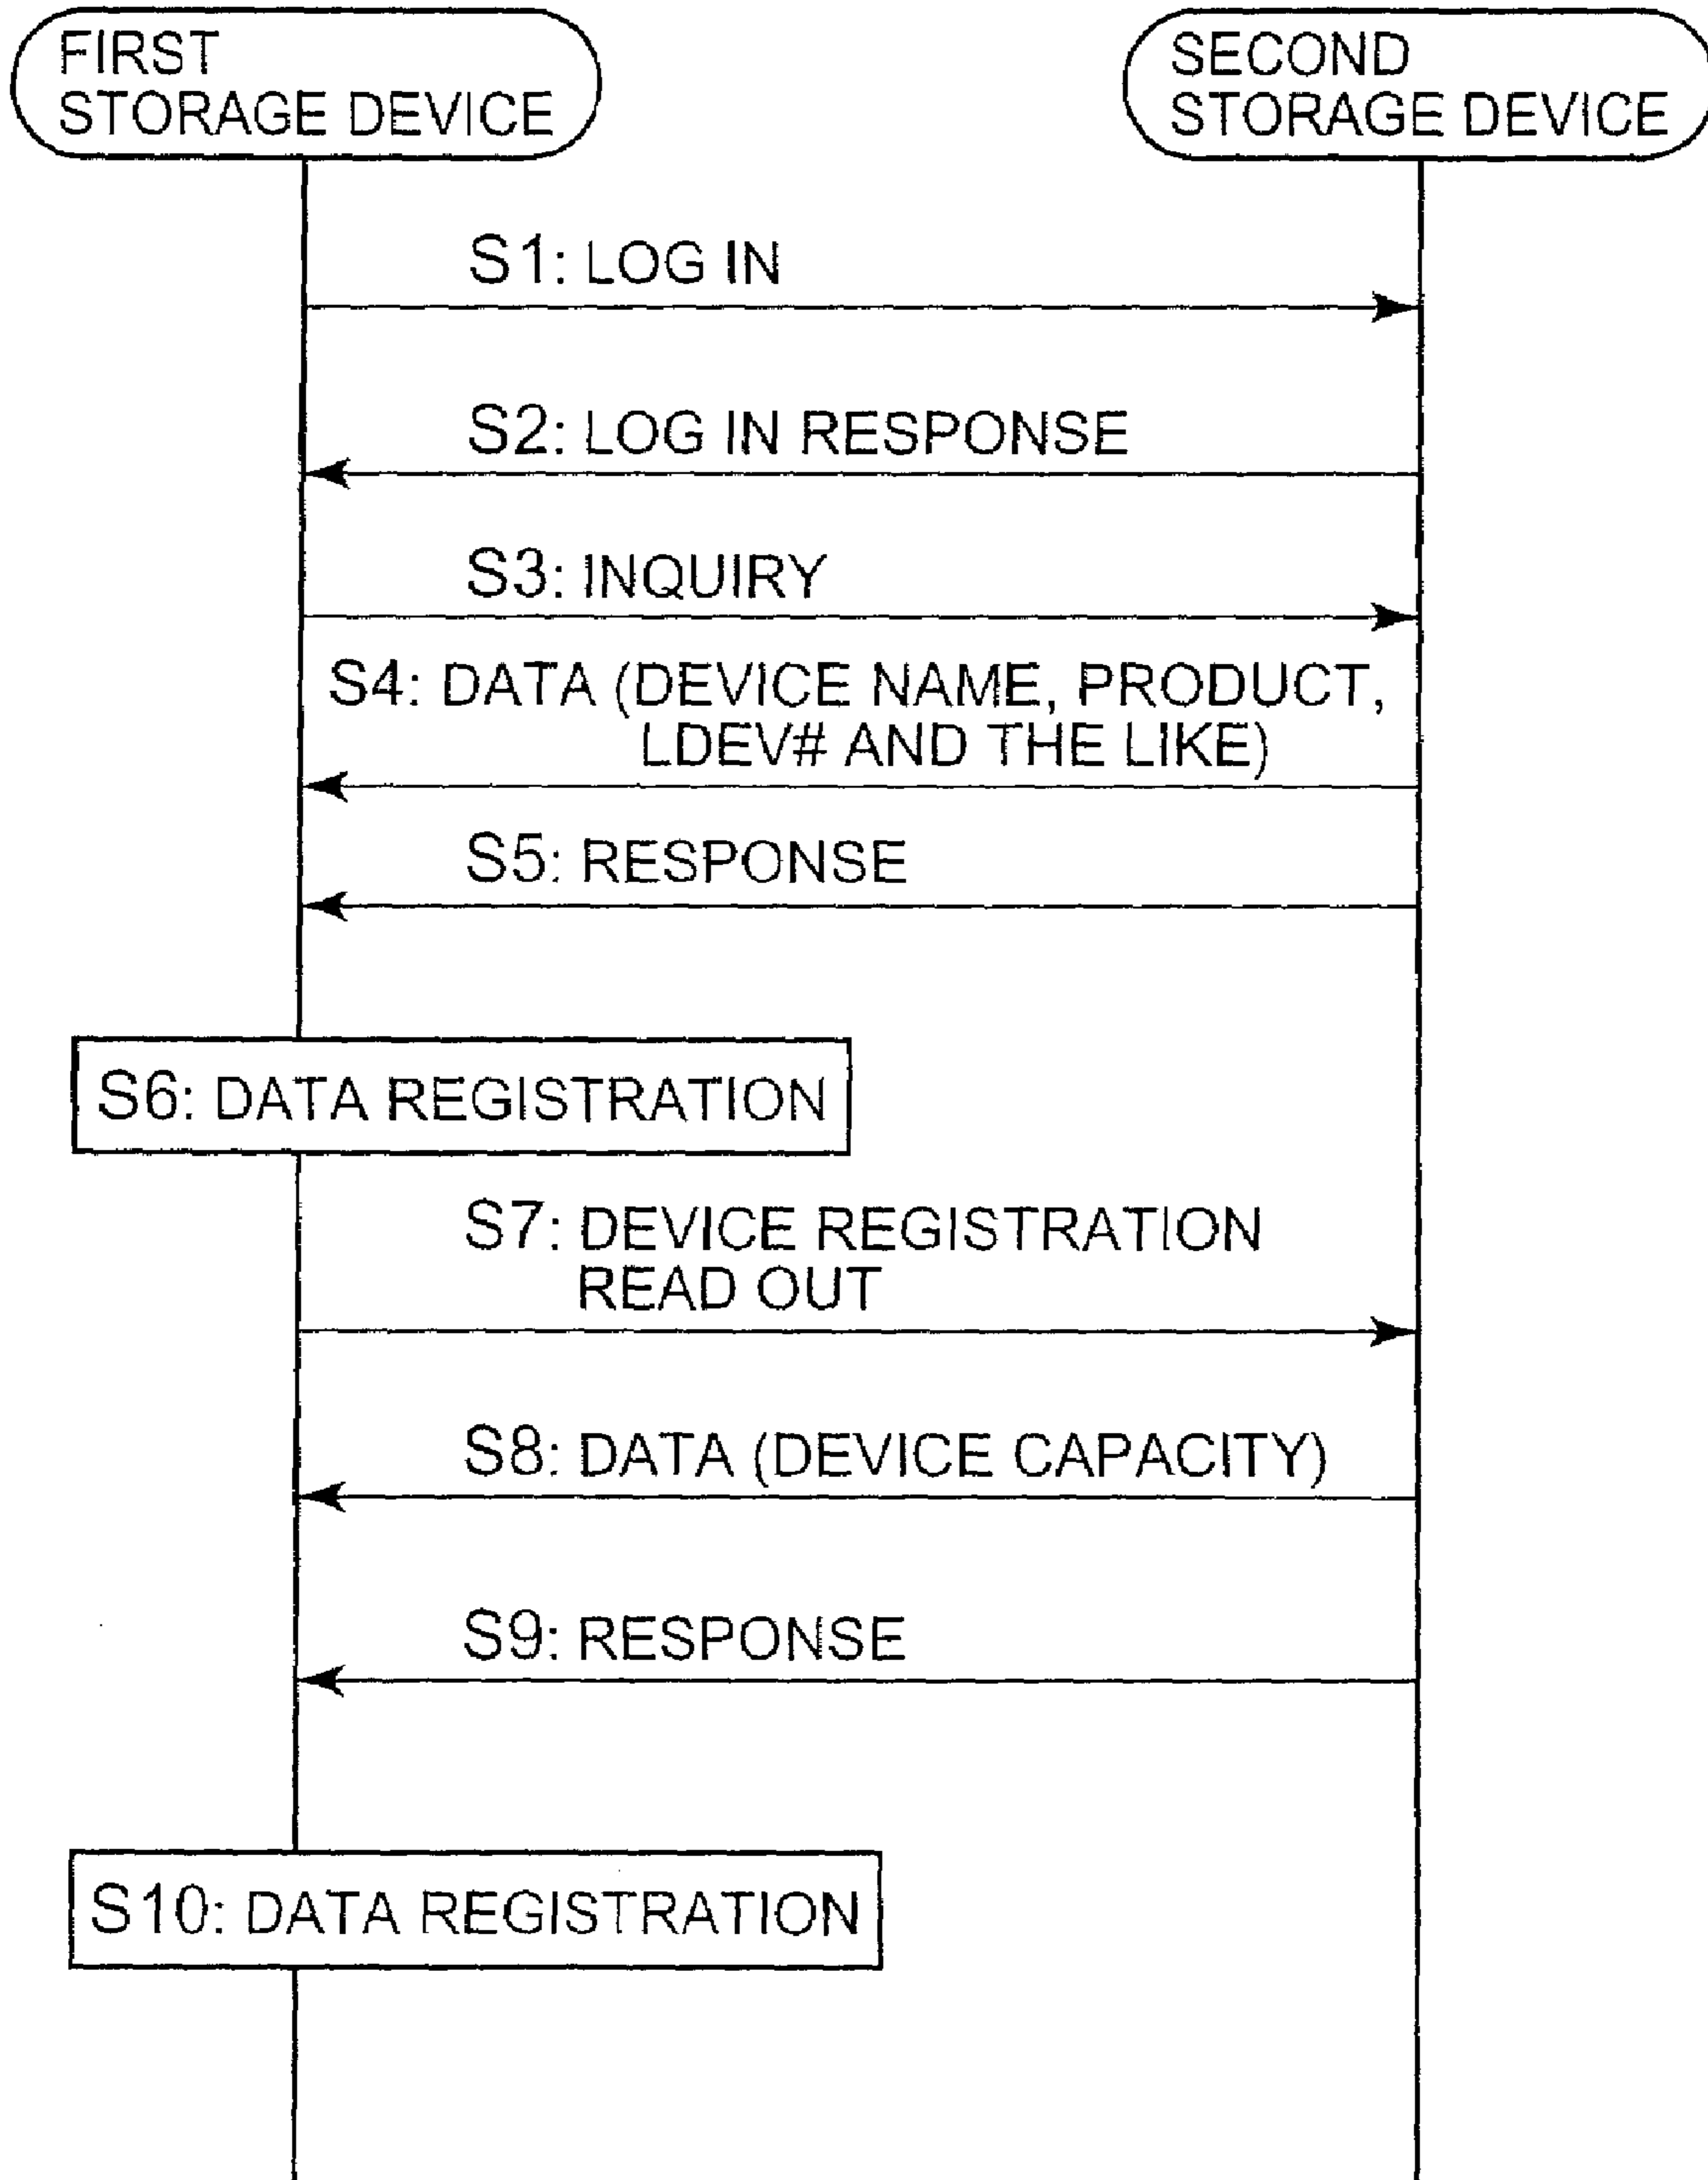 FIRST
STORAGE DEVICE
SECOND
STORAGE DEVICE
S1: LOG IN
S2: LOG IN RESPONSE
S3: INQUIRY
S4: DATA (DEVICE NAME, PRODUCT,
LDEV# AND THE LIKE)
S5: RESPONSE
S6: DATA REGISTRATION
S7: DEVICE REGISTRATION
READ OUT
S8: DATA (DEVICE CAPACITY)
S9: RESPONSE
S10: DATA REGISTRATION